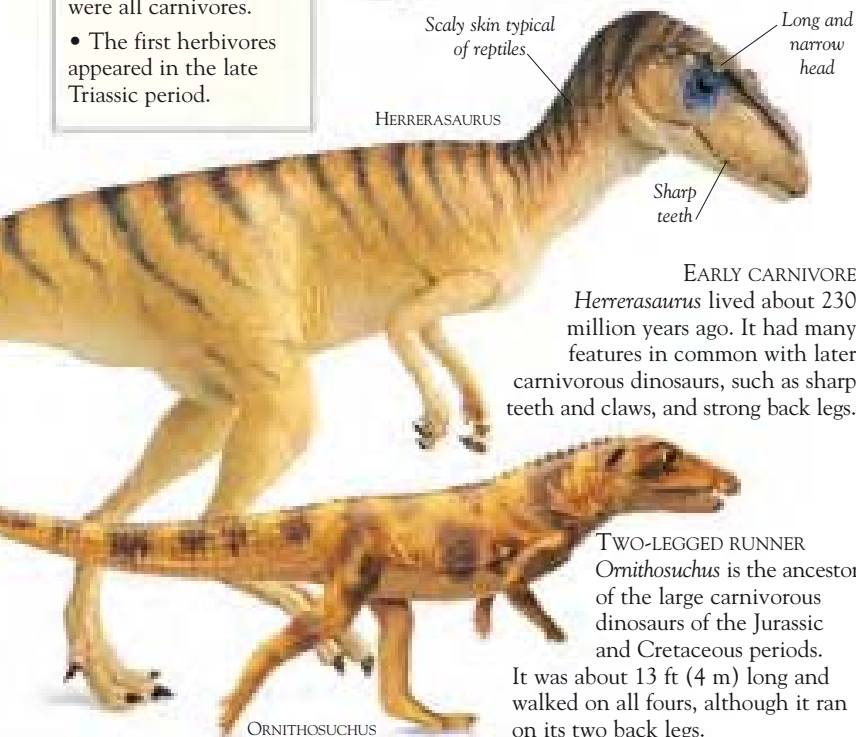 were all carnivores.
• The first herbivores
appeared in the late
Triassic period.
Scaly skin typical
of reptiles
Long and
narrow
head
HERRERASAURUS
Sharp
teeth
EARLY CARNIVORE
Herrerasaurus lived about 230
million years ago. It had many
features in common with later
carnivorous dinosaurs, such as sharp
teeth and claws, and strong back legs.
TWO-LEGGED RUNNER
Ornithosuchus is the ancestor
of the large carnivorous
dinosaurs of the Jurassic
and Cretaceous periods.
It was about 13 ft (4 m) long and
walked on all fours, although it ran
on its two back legs.
ORNITHOSUCHUS